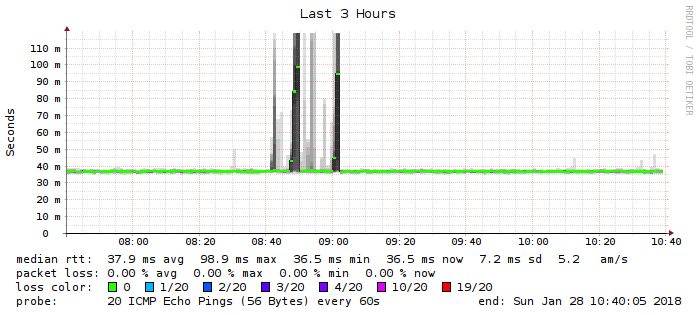 Last 3 Hours
RRDTOOL / TOBI OETIKER
Seconds
110 m
100 m
90 m
80 m
70 m
60 m
50 m
40 m
30 m
20 m
10 m
0
08:00 08:20 08:40 09:00 09:20 09:40 10:00 10:20 10:40
median rtt: 37.9 ms avg 98.9 ms max 36.5 ms min 36.5 ms now 7.2 ms sd 5.2 am/s
packet loss: 0.00 % avg 0.00 % max 0.00 % min 0.00 % now
loss color: 0 1/20 2/20 3/20 4/20 10/20 19/20
probe: 20 ICMP Echo Pings (56 Bytes) every 60s end: Sun Jan 28 10:40:05 2018